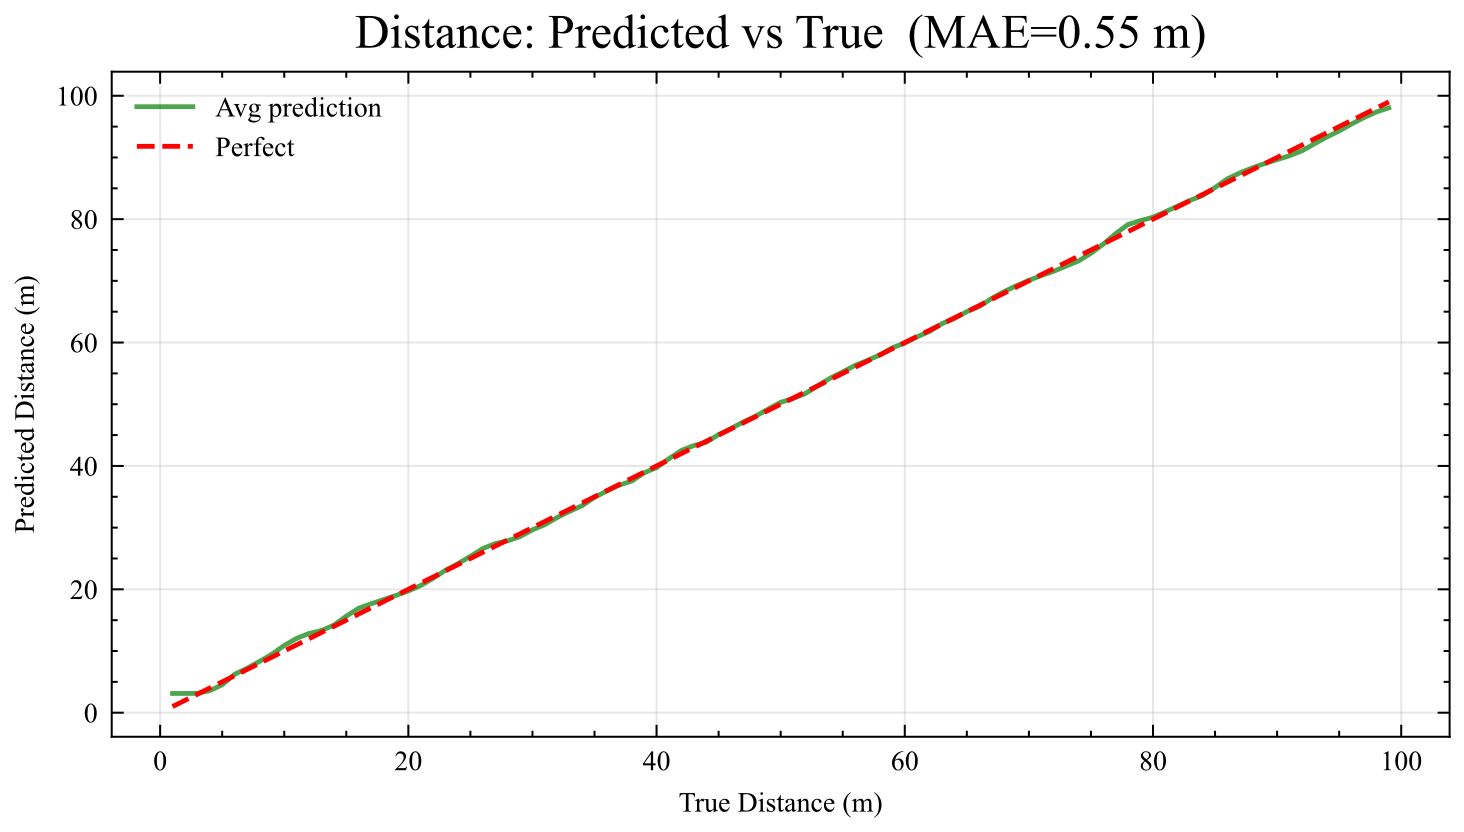 Distance: Predicted vs True (MAE=0.55 m)
Avg prediction
Perfect
100
80
60
40
20
0
Predicted Distance (m)
0 20 40 60 80 100
True Distance (m)